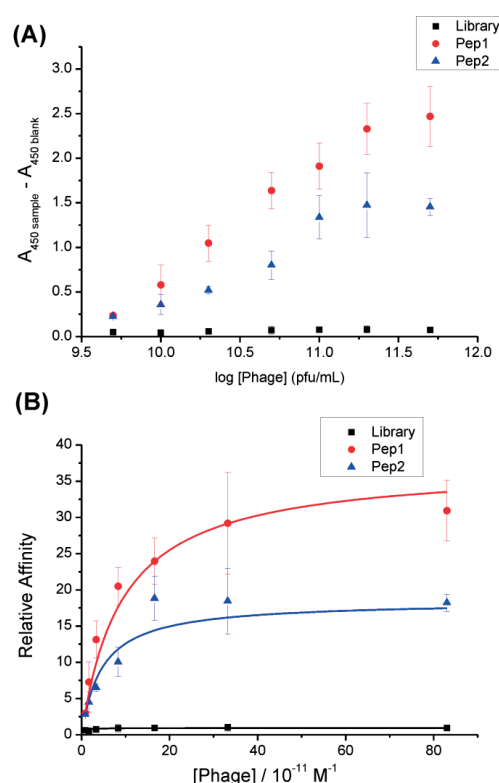 (A)
Library
Pep1
Pep2
3.0
2.5
2.0
1.5
1.0
0.5
0.0
A450 sample - A450 blank
9.5 10.0 10.5 11.0 11.5 12.0
log [Phage] (pfu/mL)
(B)
Library
Pep1
Pep2
40
35
30
25
20
15
10
5
0
Relative Affinity
0 20 40 60 80
[Phage] / 10⁻¹¹ M⁻¹